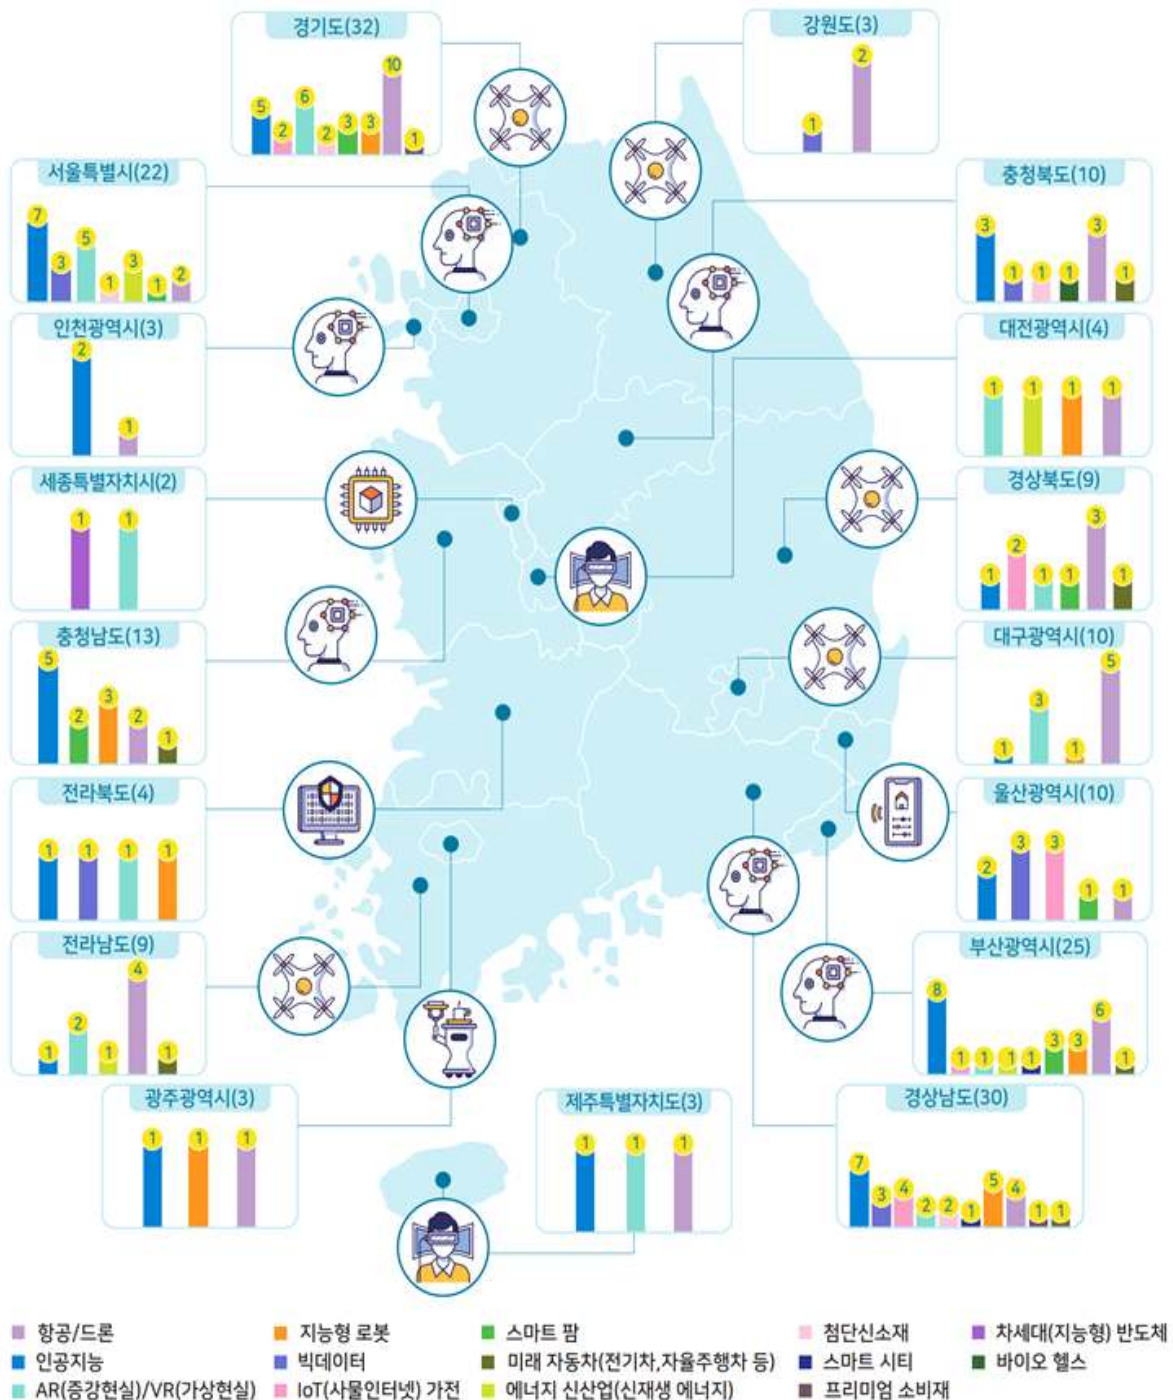 경기도(32)
5 2 6 2 3 3 10 1
강원도(3)
1 2
서울특별시(22)
7 3 5 1 3 1 2
충청북도(10)
3 1 1 1 3 1
인천광역시(3)
2 1
대전광역시(4)
1 1 1 1
세종특별자치시(2)
1 1
경상북도(9)
1 2 1 1 3 1
충청남도(13)
5 2 3 2 1
대구광역시(10)
1 3 1 5
전라북도(4)
1 1 1 1
울산광역시(10)
2 3 3 1 1
전라남도(9)
1 2 1 4 1
부산광역시(25)
8 1 1 1 1 3 3 6 1
광주광역시(3)
1 1 1
제주특별자치도(3)
1 1 1
경상남도(30)
7 3 4 2 2 1 5 4 1 1
항공/드론 지능형 로봇 스마트 팜 첨단신소재 차세대(지능형) 반도체
인공지능 빅데이터 미래 자동차(전기차,자율주행차 등) 스마트 시티 바이오 헬스
AR(증강현실)/VR(가상현실) IoT(사물인터넷) 가전 에너지 신산업(신재생 에너지) 프리미엄 소비재